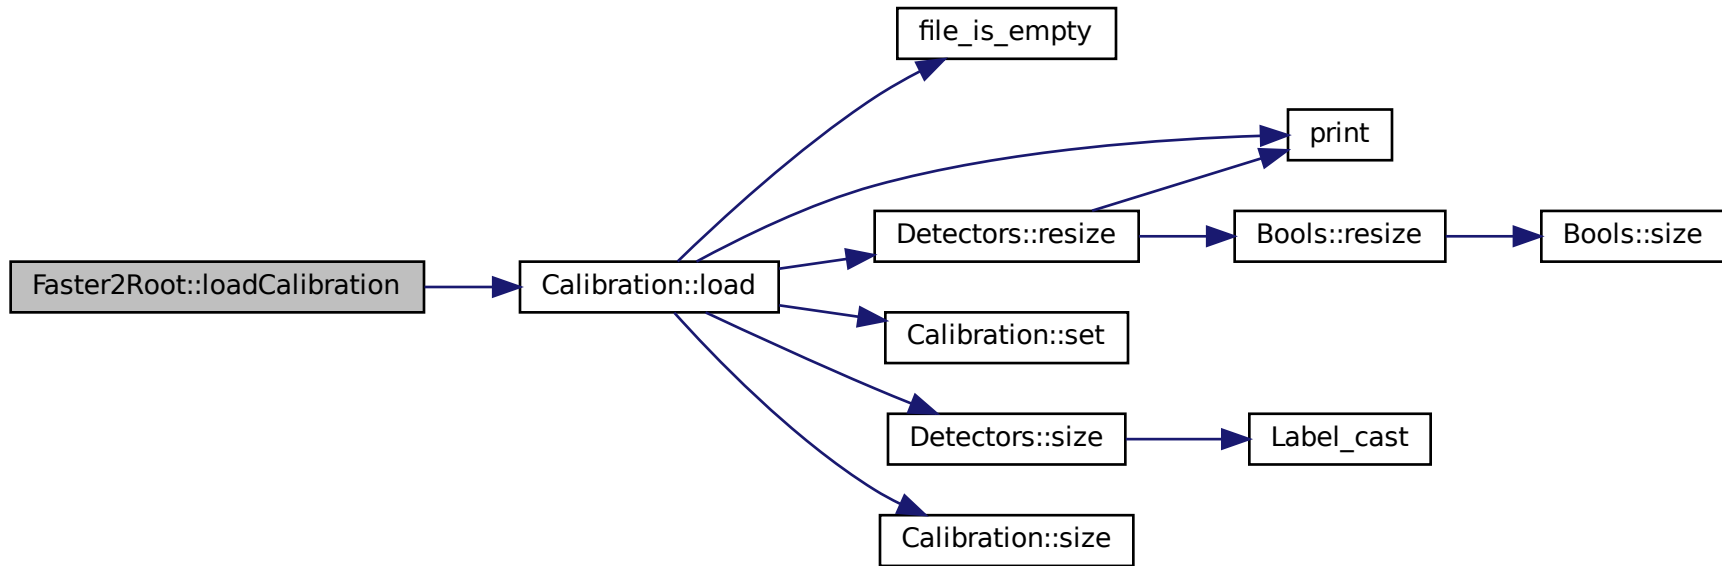 file_is_empty
print
Detectors::resize
Bools::resize
Bools::size
Faster2Root::loadCalibration
Calibration::load
Calibration::set
Detectors::size
Label_cast
Calibration::size